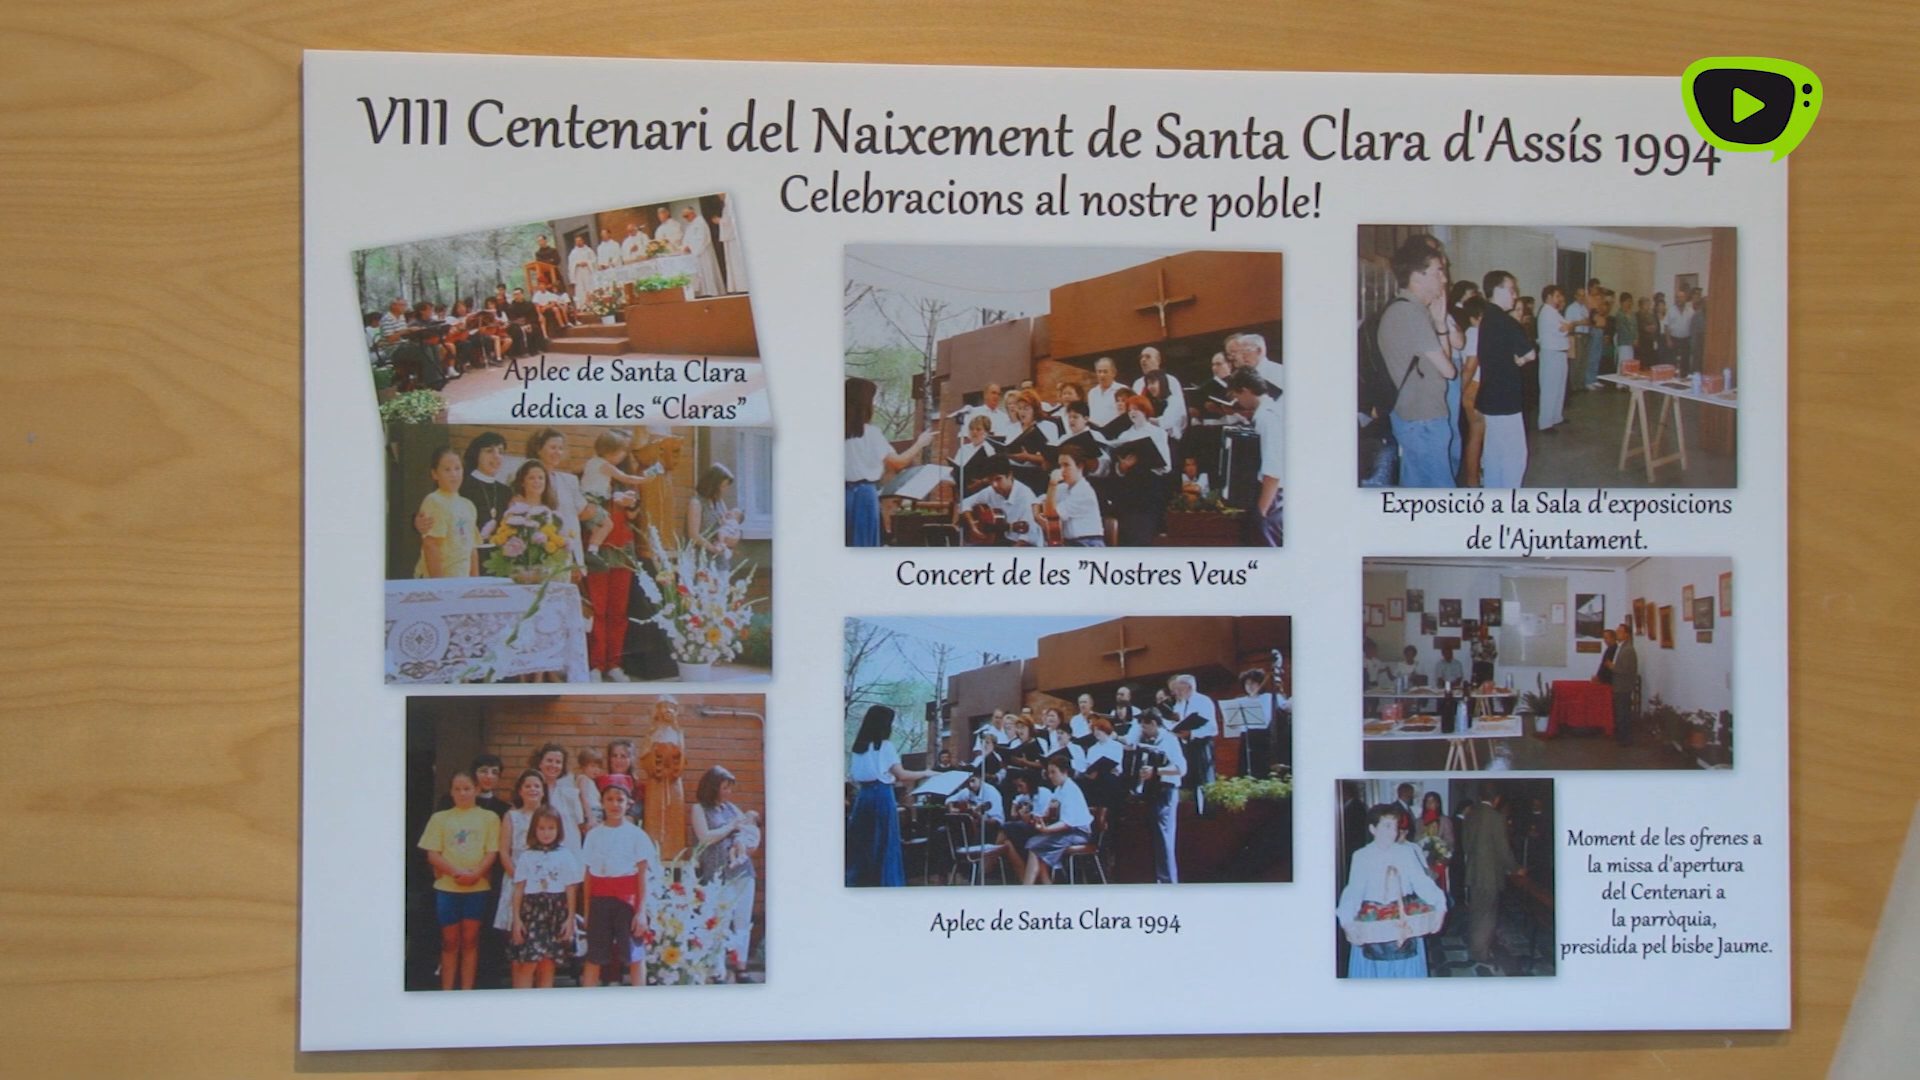 VIII Centenari del Naixement de Santa Clara d'Assís 1994
Celebracions al nostre poble!
Aplec de Santa Clara
dedica a les “Claras”
Concert de les ”Nostres Veus“
Aplec de Santa Clara 1994
Exposició a la Sala d'exposicions
de l'Ajuntament.
Moment de les ofrenes a
la missa d'apertura
del Centenari a
la parròquia,
presidida pel bisbe Jaume.